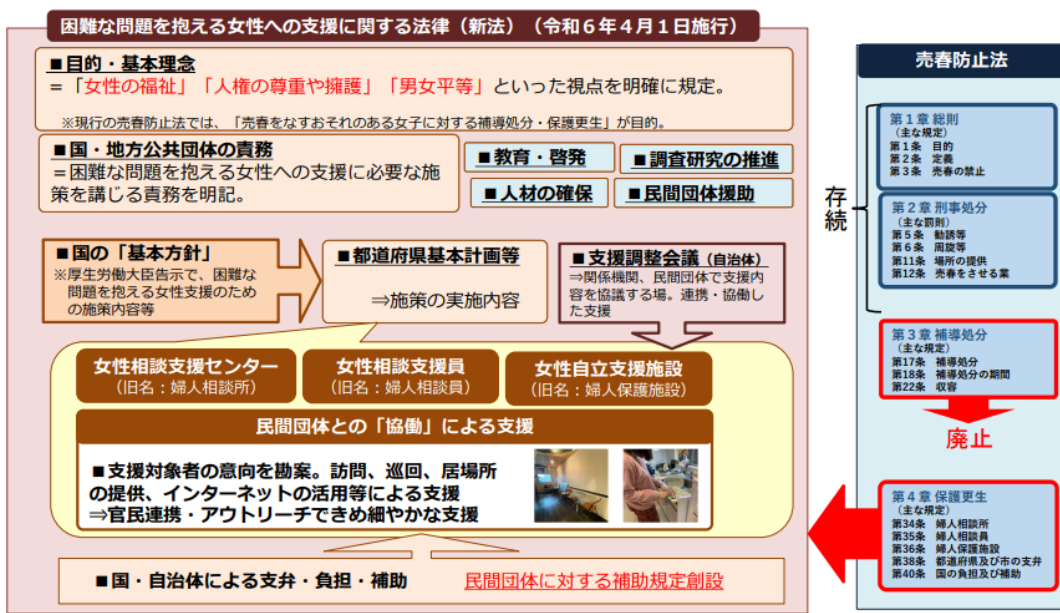 困難な問題を抱える女性への支援に関する法律（新法）（令和６年４月１日施行）
■目的・基本理念
＝「女性の福祉」「人権の尊重や擁護」「男女平等」といった視点を明確に規定。
※現行の売春防止法では、「売春をなすおそれのある女子に対する補導処分・保護更生」が目的。
■国・地方公共団体の責務
＝困難な問題を抱える女性への支援に必要な施
策を講じる責務を明記。
■教育・啓発
■調査研究の推進
■人材の確保
■民間団体援助
■国の「基本方針」
※厚生労働大臣告示で、困難な
問題を抱える女性支援のため
の施策内容等
■都道府県基本計画等
⇒施策の実施内容
■支援調整会議（自治体）
⇒関係機関、民間団体で支援内
容を協議する場。連携・協働し
た支援
女性相談支援センター
（旧名：婦人相談所）
女性相談支援員
（旧名：婦人相談員）
女性自立支援施設
（旧名：婦人保護施設）
民間団体との「協働」による支援
■支援対象者の意向を勘案。訪問、巡回、居場所
の提供、インターネットの活用等による支援
⇒官民連携・アウトリーチできめ細やかな支援
■国・自治体による支弁・負担・補助
民間団体に対する補助規定創設
売春防止法
存続
第１章 総則
（主な規定）
第１条　目的
第２条　定義
第３条　売春の禁止
第２章 刑事処分
（主な罰則）
第５条　勧誘等
第６条　周旋等
第11条　場所の提供
第12条　売春をさせる業
第３章 補導処分
（主な規定）
第17条　補導処分
第18条　補導処分の期間
第22条　収容
廃止
第４章 保護更生
（主な規定）
第34条　婦人相談所
第35条　婦人相談員
第36条　婦人保護施設
第38条　都道府県及び市の支弁
第40条　国の負担及び補助